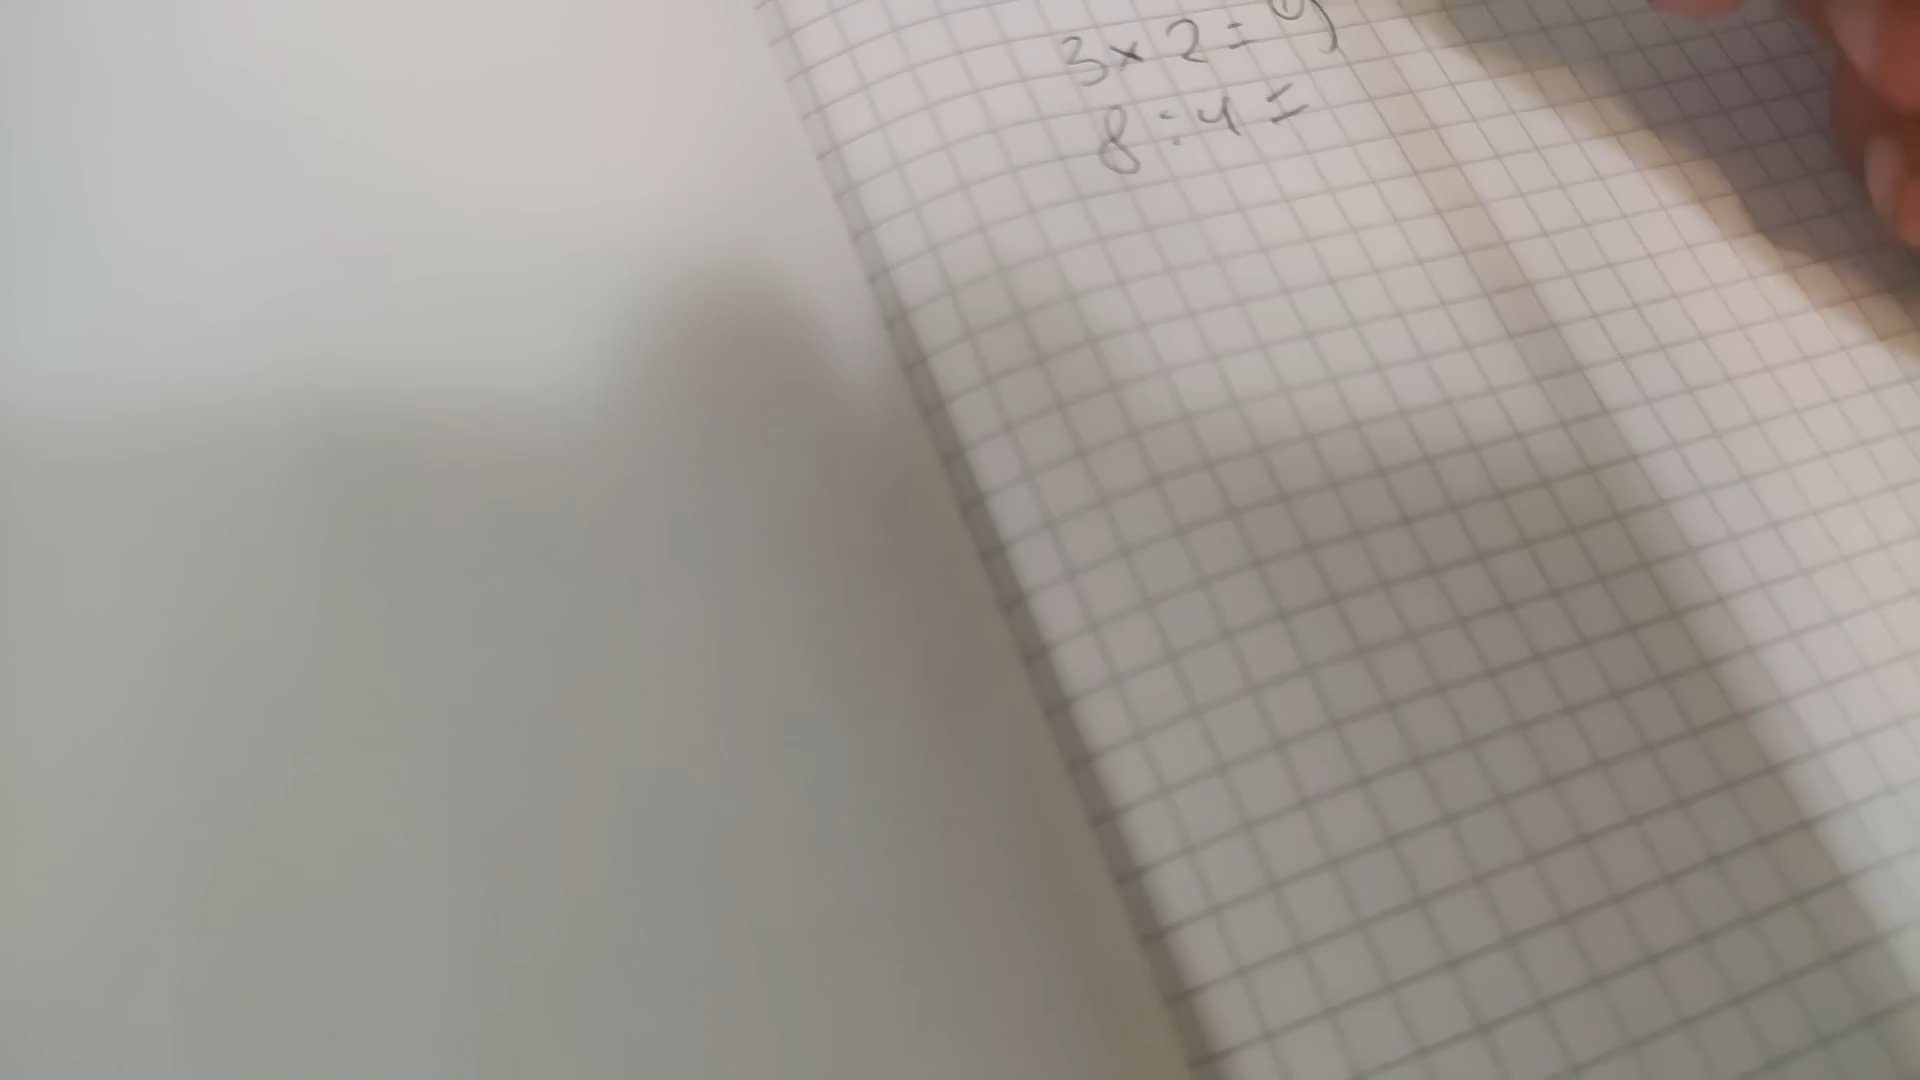 3 × 2 =
8 : 4 =